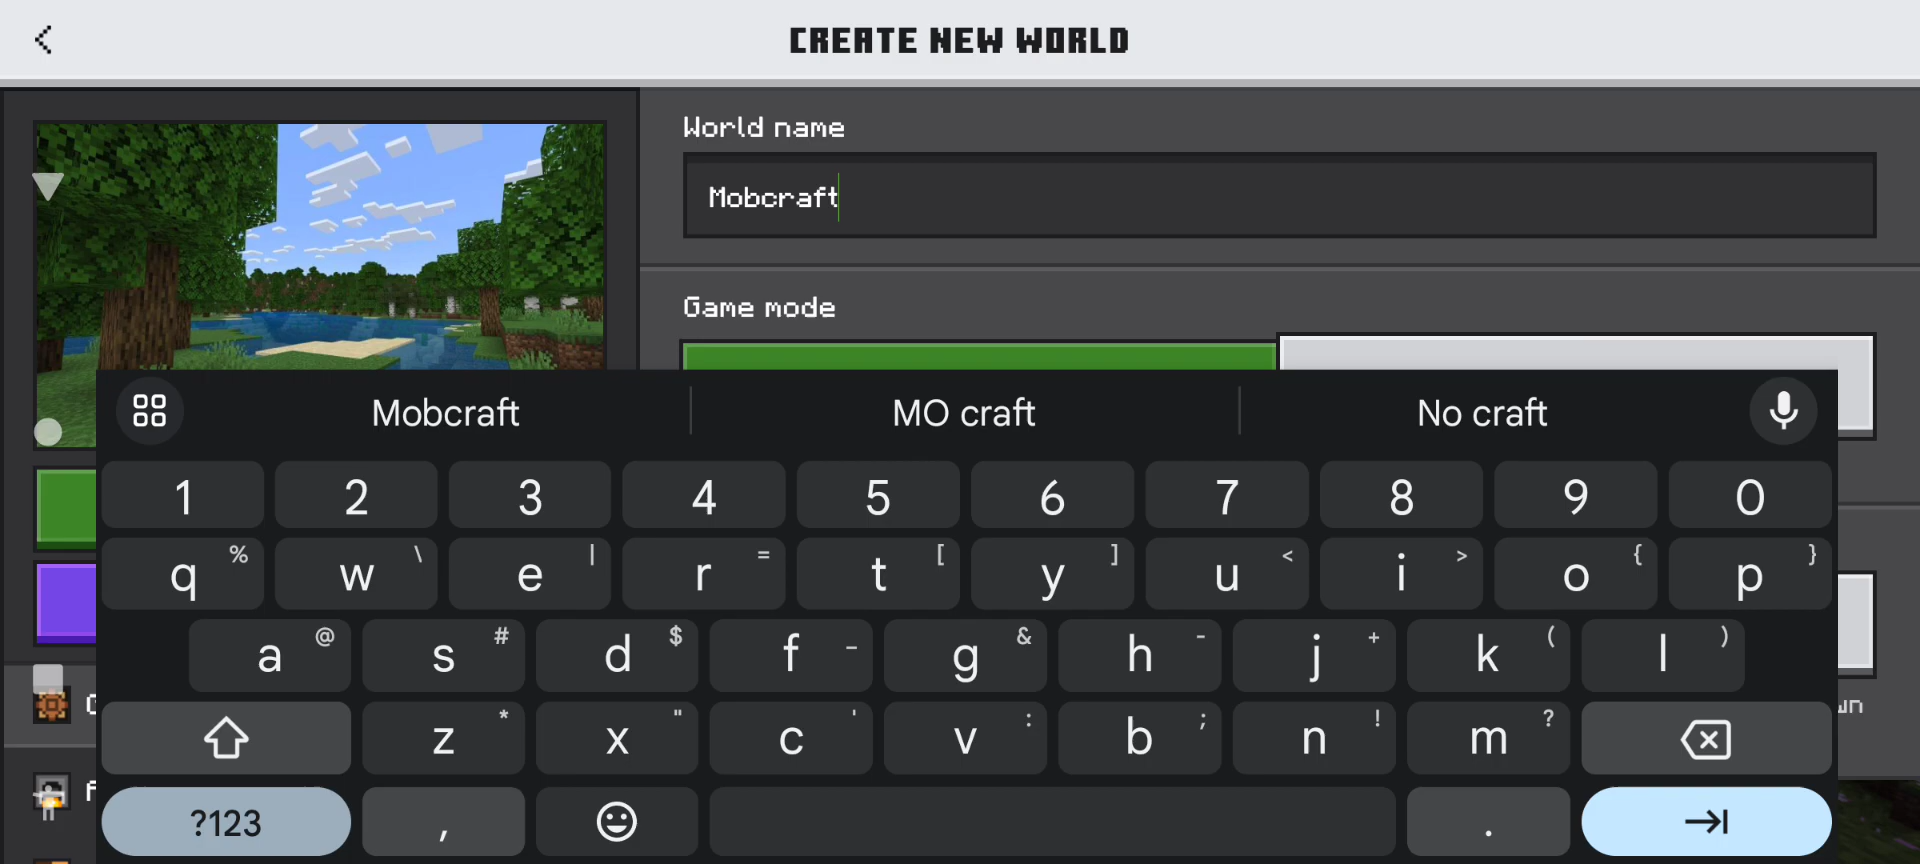 CREATE NEW WORLD
World name
Mobcraft
Game mode
Mobcraft MO craft No craft
1 2 3 4 5 6 7 8 9 0
q % w \ e | r = t [ y ] u < i > o { p }
a @ s # d $ f _ g & h - j + k ( l )
z * x " c ' v : b ; n ! m ?
?123 , .